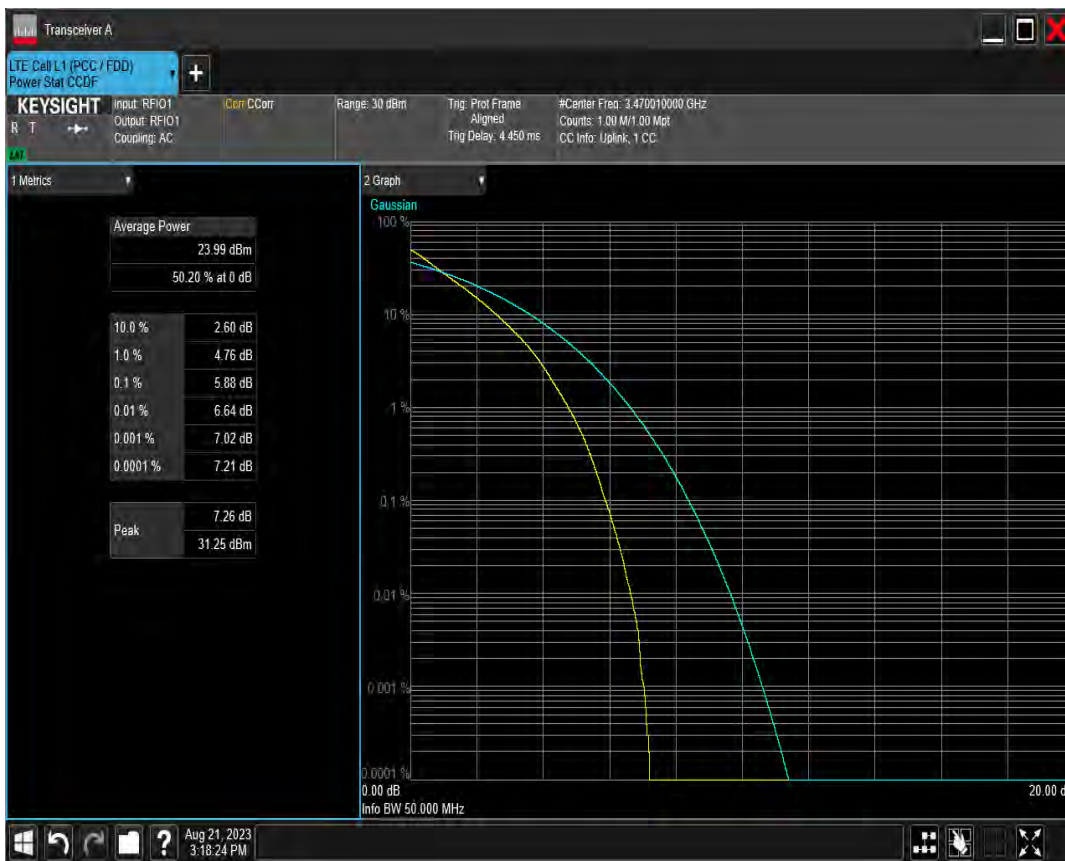 Transceiver A
LTE Cell L1 (PCC / FDD)
Power Stat CCDF
+
KEYSIGHT
R T
LXI
Input: RFIO1
Output: RFIO1
Coupling: AC
Corr CCorr
Range: 30 dBm
Trig: Prot Frame
Aligned
Trig Delay: 4.450 ms
#Center Freq: 3.470010000 GHz
Counts: 1.00 M/1.00 Mpt
CC Info: Uplink, 1 CC
1 Metrics
Average Power
23.99 dBm
50.20 % at 0 dB
10.0 % 2.60 dB
1.0 % 4.76 dB
0.1 % 5.88 dB
0.01 % 6.64 dB
0.001 % 7.02 dB
0.0001 % 7.21 dB
Peak
7.26 dB
31.25 dBm
2 Graph
Gaussian
100 %
10 %
1 %
0.1 %
0.01 %
0.001 %
0.0001 %
0.00 dB
20.00 d
Info BW 50.000 MHz
?
Aug 21, 2023
3:18:24 PM